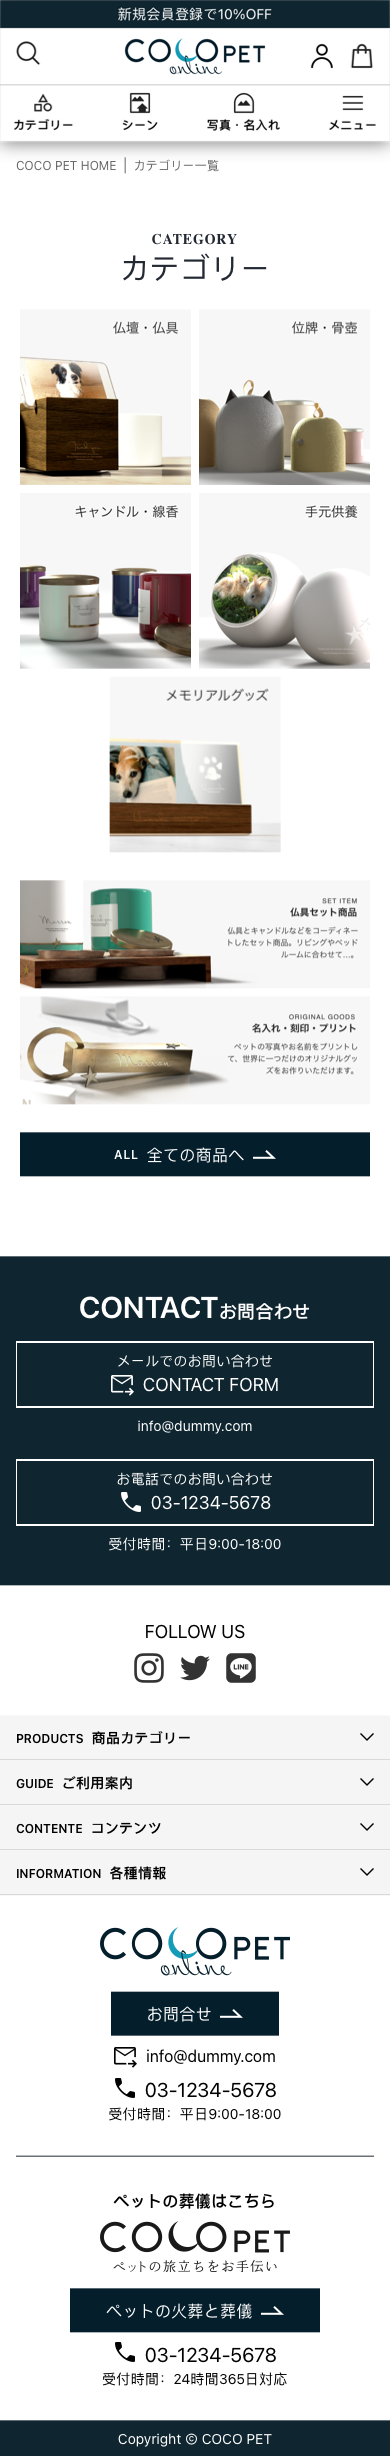 新規会員登録で10%OFF
COCO PET
online
カテゴリー
シーン
写真・名入れ
メニュー
COCO PET HOME | カテゴリー一覧
CATEGORY
カテゴリー
仏壇・仏具
位牌・骨壺
キャンドル・線香
手元供養
メモリアルグッズ
SET ITEM
仏具セット商品
仏具とキャンドルなどをコーディネー
トしたセット商品。リビングやベッド
ルームに合わせて…。
ORIGINAL GOODS
名入れ・刻印・プリント
ペットの写真やお名前をプリントし
て、世界に一つだけのオリジナルグッ
ズをお作りいただけます。
ALL 全ての商品へ
CONTACTお問合わせ
メールでのお問い合わせ
CONTACT FORM
info@dummy.com
お電話でのお問い合わせ
03-1234-5678
受付時間：平日9:00-18:00
FOLLOW US
LINE
PRODUCTS 商品カテゴリー
GUIDE ご利用案内
CONTENTE コンテンツ
INFORMATION 各種情報
COCO PET
online
お問合せ
info@dummy.com
03-1234-5678
受付時間：平日9:00-18:00
ペットの葬儀はこちら
COCO PET
ペットの旅立ちをお手伝い
ペットの火葬と葬儀
03-1234-5678
受付時間：24時間365日対応
Copyright © COCO PET